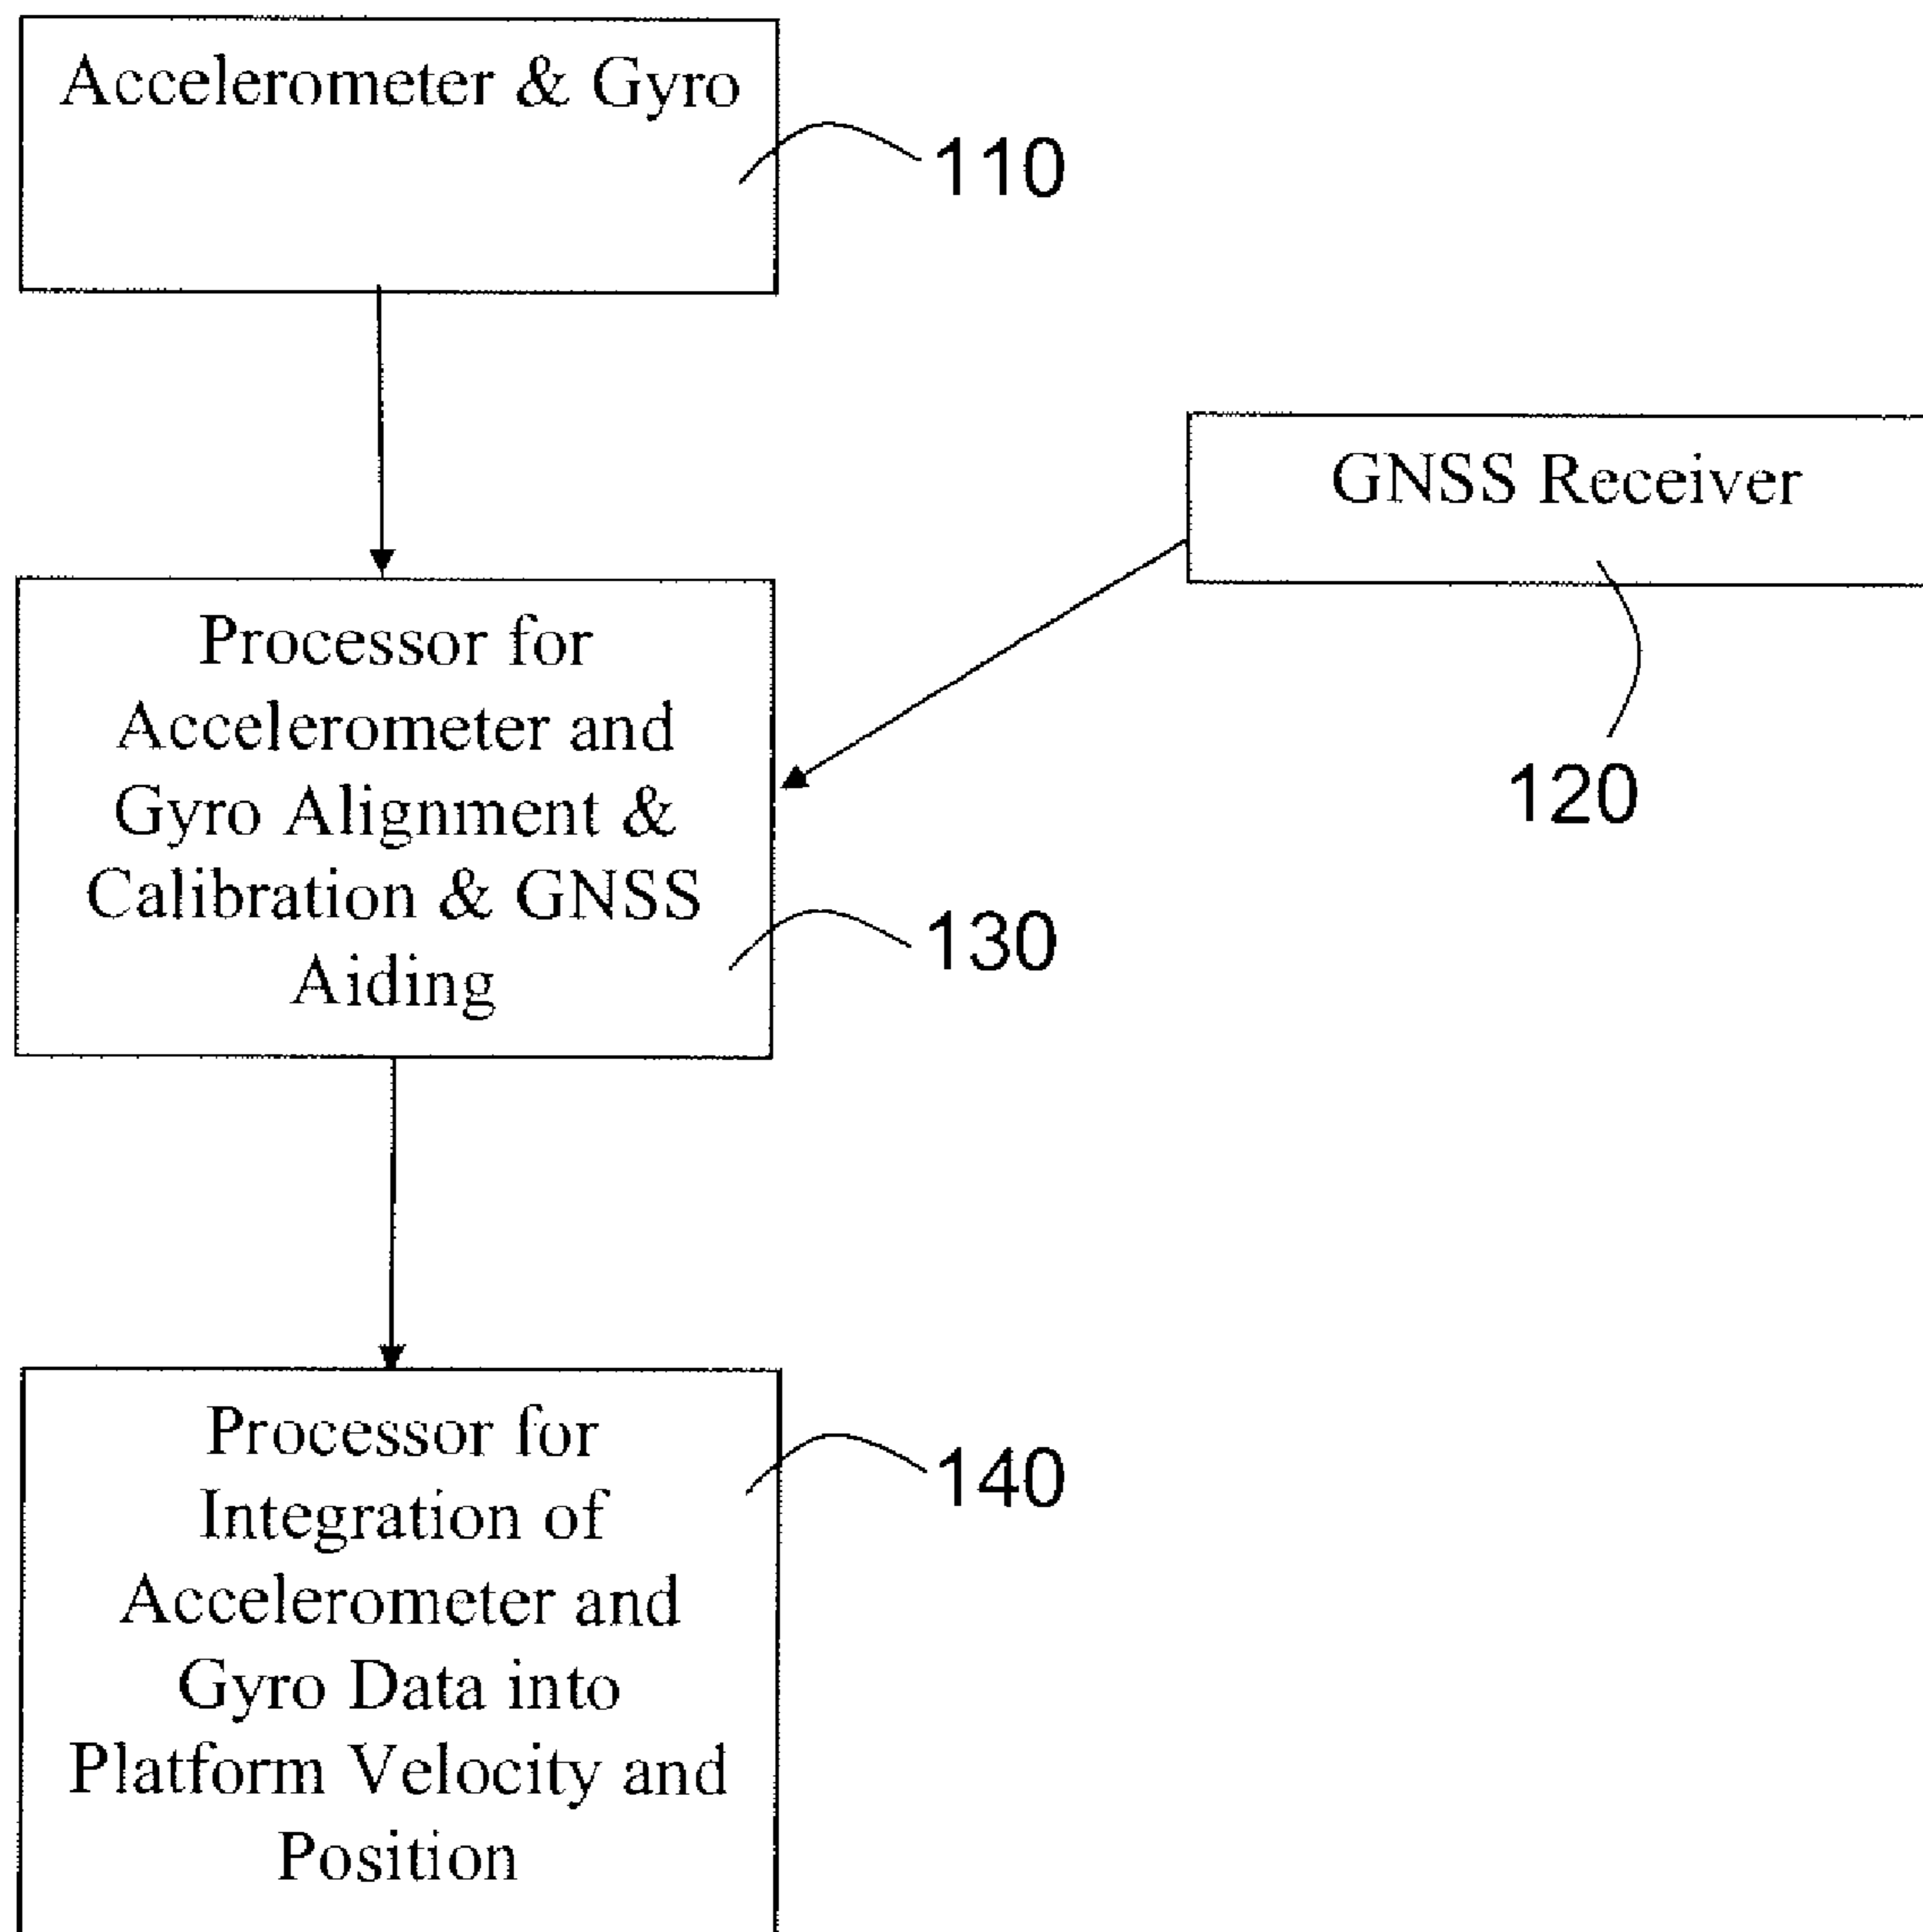 Accelerometer & Gyro
110
GNSS Receiver
120
Processor for
Accelerometer and
Gyro Alignment &
Calibration & GNSS
Aiding
130
Processor for
Integration of
Accelerometer and
Gyro Data into
Platform Velocity and
Position
140